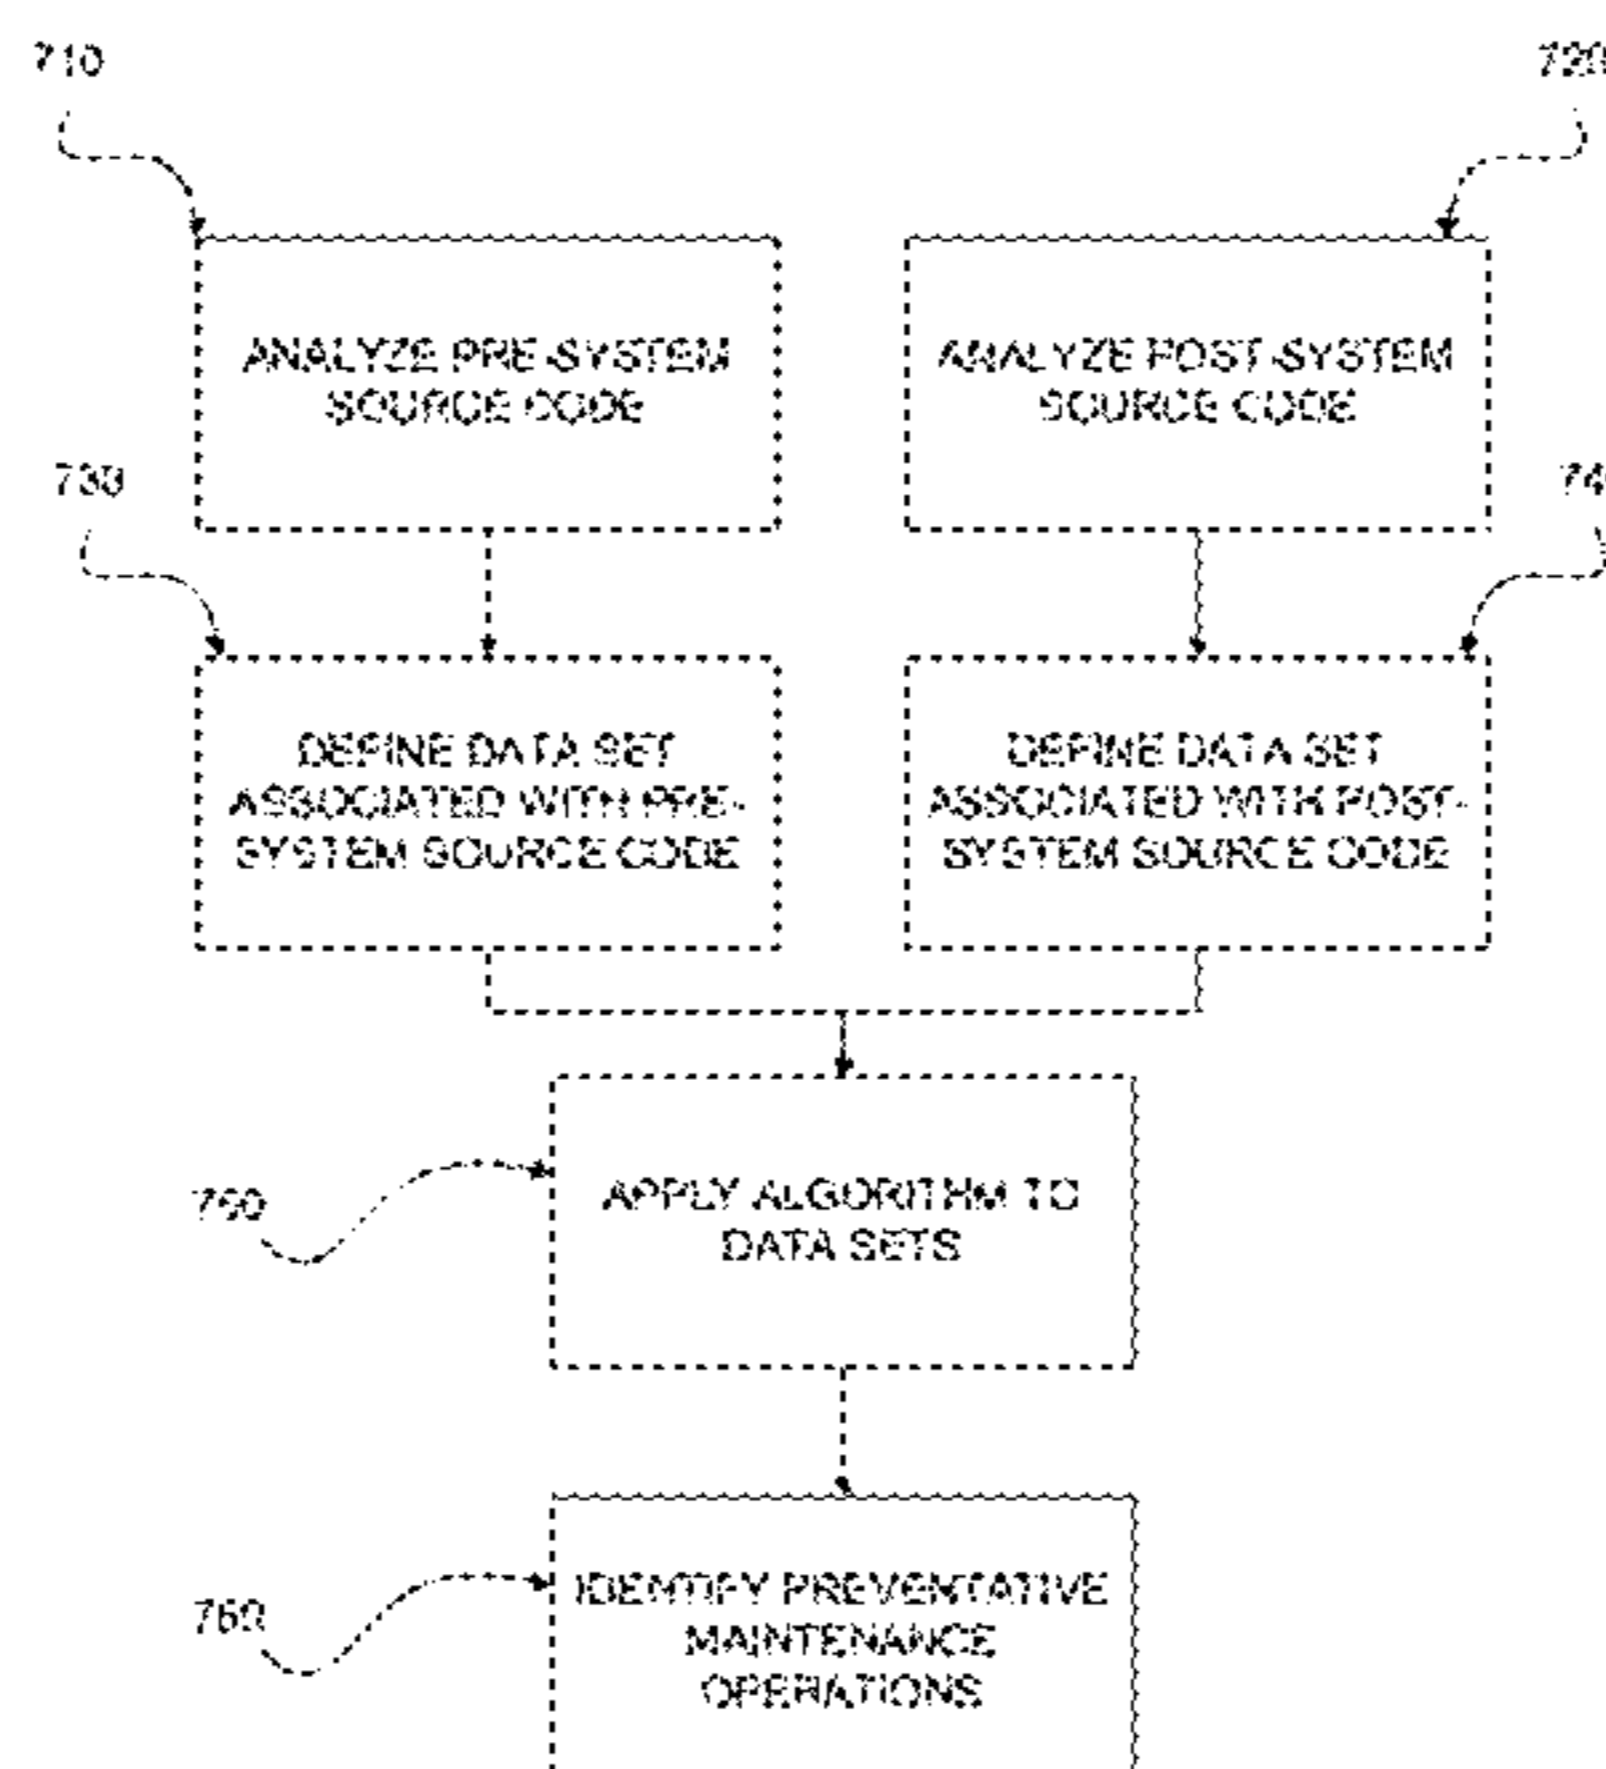 710
720
ANALYZE PRE-SYSTEM
SOURCE CODE
ANALYZE POST-SYSTEM
SOURCE CODE
730
DEFINE DATA SET
ASSOCIATED WITH PRE-
SYSTEM SOURCE CODE
DEFINE DATA SET
ASSOCIATED WITH POST-
SYSTEM SOURCE CODE
APPLY ALGORITHM TO
DATA SETS
IDENTIFY PREVENTATIVE
MAINTENANCE
OPERATIONS